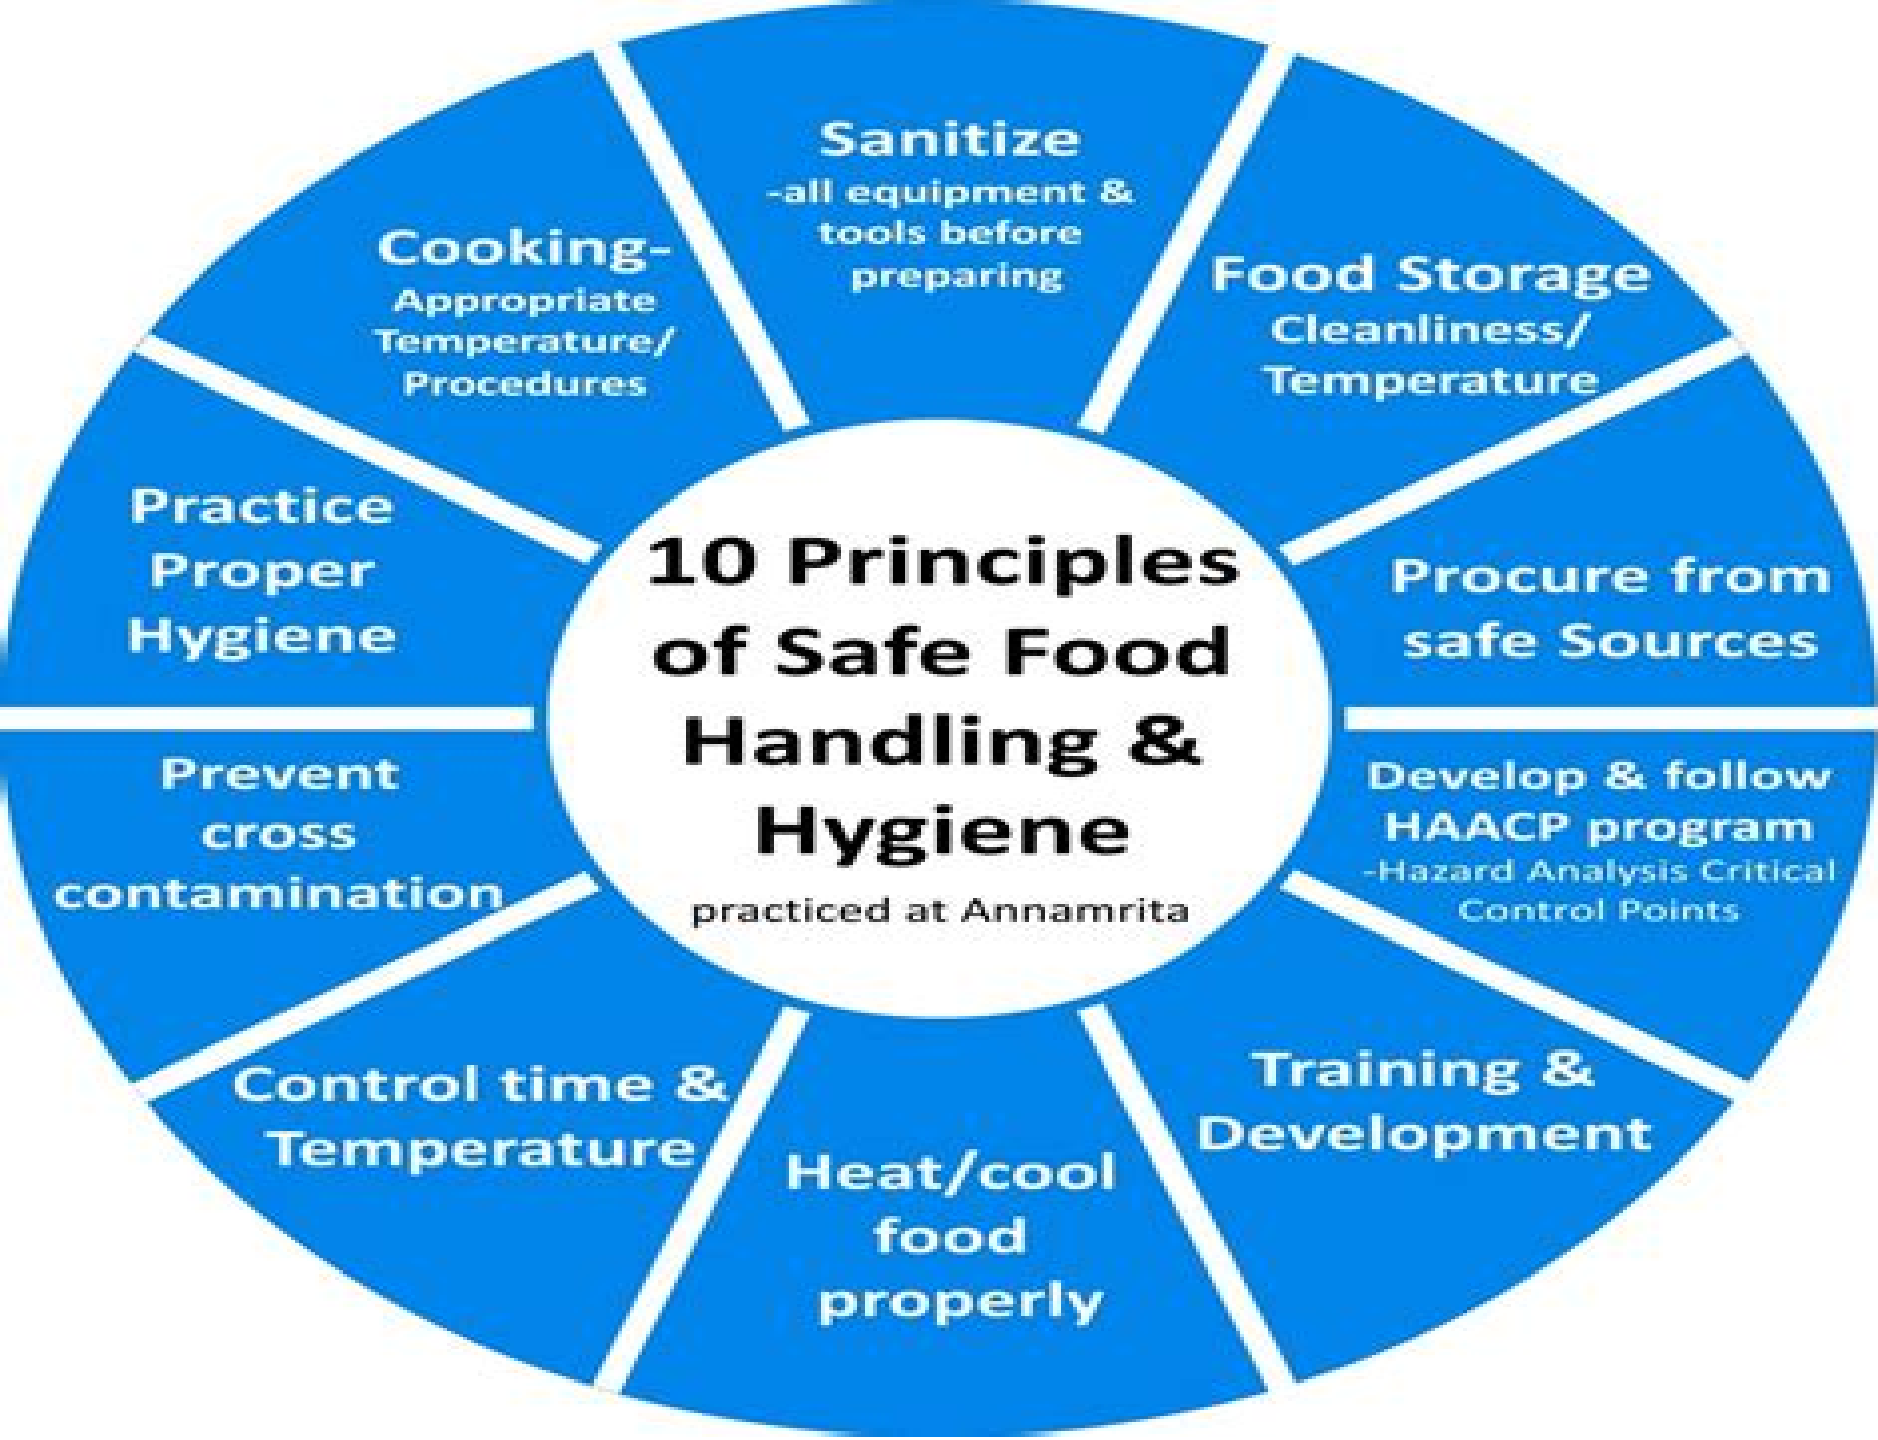 Sanitize
-all equipment &
tools before
preparing
Food Storage
Cleanliness/
Temperature
Procure from
safe Sources
Develop & follow
HAACP program
-Hazard Analysis Critical
Control Points
Training &
Development
Heat/cool
food
properly
Control time &
Temperature
Prevent
cross
contamination
Practice
Proper
Hygiene
Cooking-
Appropriate
Temperature/
Procedures
10 Principles
of Safe Food
Handling &
Hygiene
practiced at Annamrita